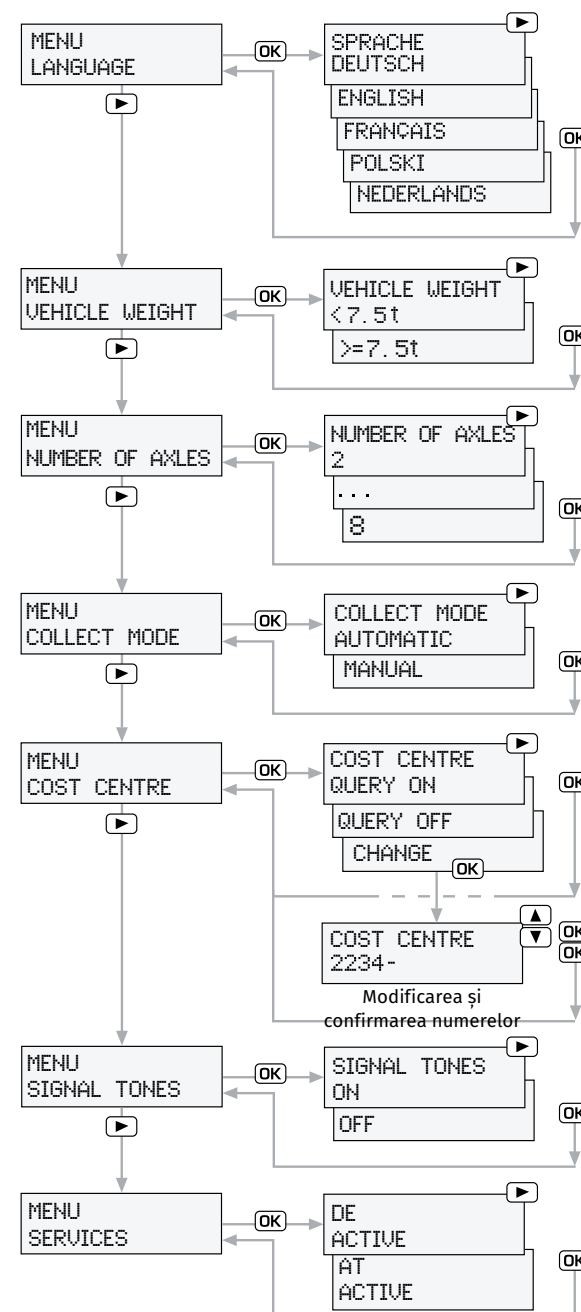 MENU
LANGUAGE
OK
SPRACHE
DEUTSCH
ENGLISH
FRANÇAIS
POLSKI
NEDERLANDS
OK
MENU
VEHICLE WEIGHT
OK
VEHICLE WEIGHT
<7.5t
>=7.5t
OK
MENU
NUMBER OF AXLES
OK
NUMBER OF AXLES
2
...
8
OK
MENU
COLLECT MODE
OK
COLLECT MODE
AUTOMATIC
MANUAL
OK
MENU
COST CENTRE
OK
COST CENTRE
QUERY ON
QUERY OFF
CHANGE
OK
OK
COST CENTRE
2234-
OK
OK
Modificarea și
confirmarea numerelor
MENU
SIGNAL TONES
OK
SIGNAL TONES
ON
OFF
OK
MENU
SERVICES
OK
DE
ACTIVE
AT
ACTIVE
OK